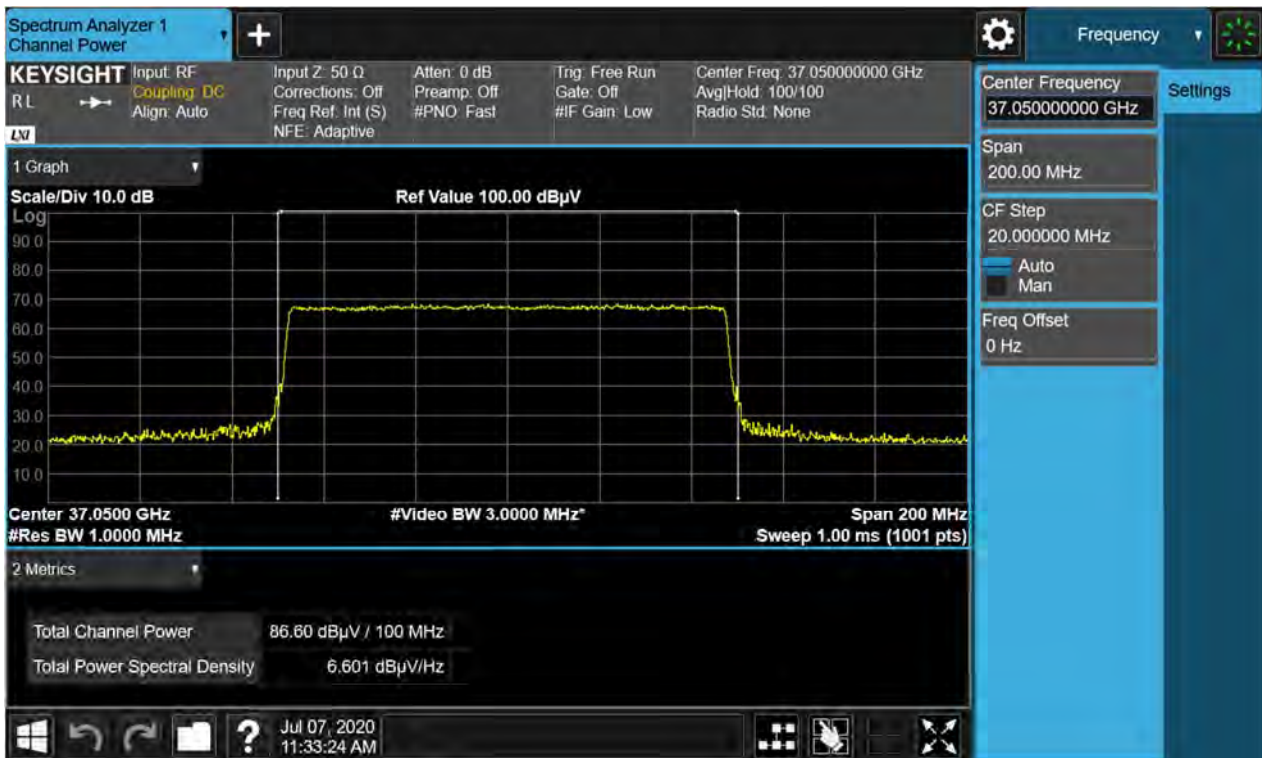 Spectrum Analyzer 1
Channel Power
+
Frequency
KEYSIGHT
RL
LXI
Input: RF
Coupling: DC
Align: Auto
Input Z: 50 Ω
Corrections: Off
Freq Ref: Int (S)
NFE: Adaptive
Atten: 0 dB
Preamp: Off
#PNO: Fast
Trig: Free Run
Gate: Off
#IF Gain: Low
Center Freq: 37.050000000 GHz
Avg|Hold: 100/100
Radio Std: None
Center Frequency
37.050000000 GHz
Settings
Span
200.00 MHz
CF Step
20.000000 MHz
Auto
Man
Freq Offset
0 Hz
1 Graph
Scale/Div 10.0 dB
Ref Value 100.00 dBµV
Log
90.0
80.0
70.0
60.0
50.0
40.0
30.0
20.0
10.0
Center 37.0500 GHz
#Video BW 3.0000 MHz*
Span 200 MHz
#Res BW 1.0000 MHz
Sweep 1.00 ms (1001 pts)
2 Metrics
Total Channel Power
86.60 dBµV / 100 MHz
Total Power Spectral Density
6.601 dBµV/Hz
?
Jul 07, 2020
11:33:24 AM